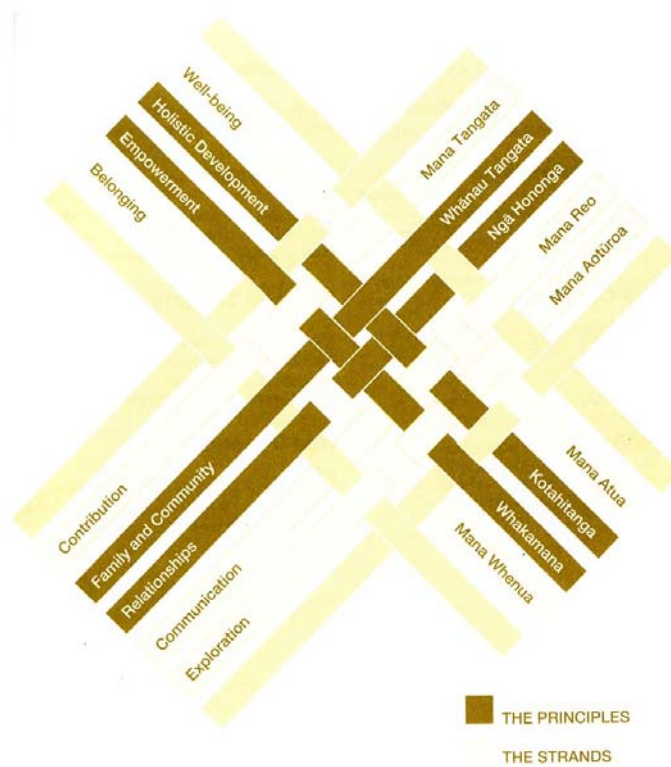 Well-being
Holistic Development
Empowerment
Belonging
Mana Tangata
Whānau Tangata
Ngā Hononga
Mana Reo
Mana Aotūroa
Contribution
Family and Community
Relationships
Communication
Exploration
Mana Atua
Kotahitanga
Whakamana
Mana Whenua
THE PRINCIPLES
THE STRANDS